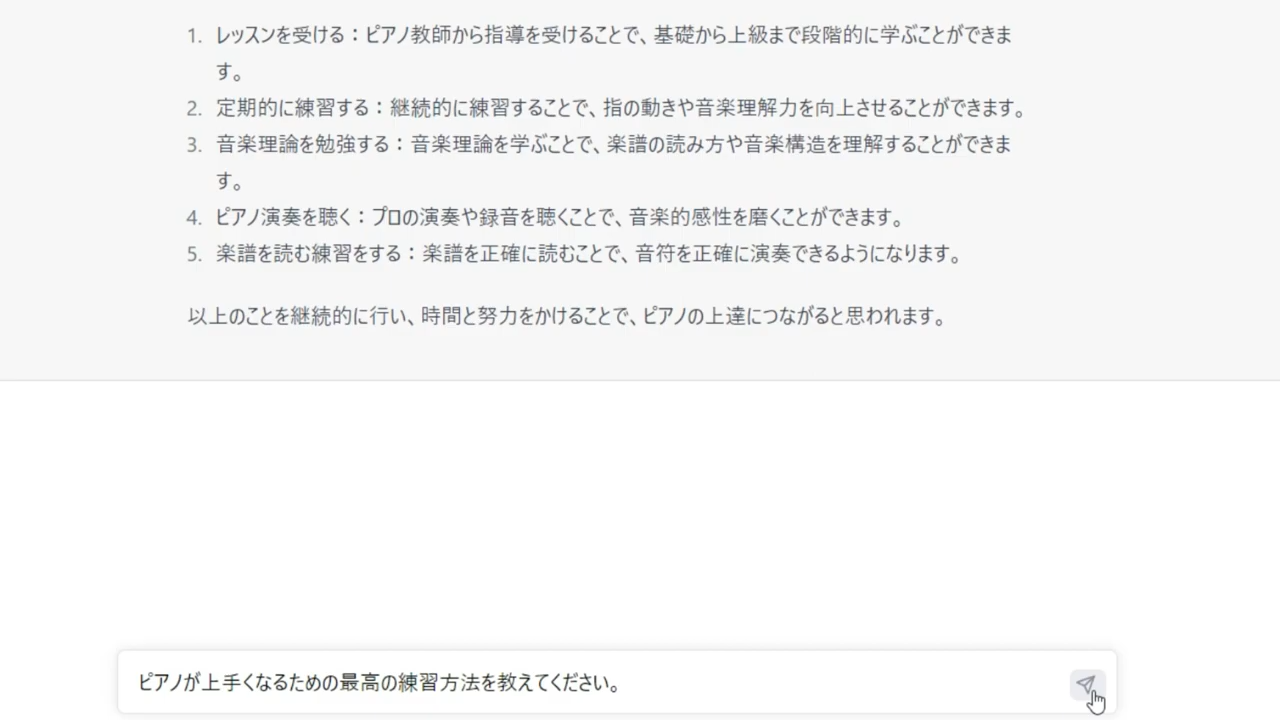 1. レッスンを受ける：ピアノ教師から指導を受けることで、基礎から上級まで段階的に学ぶことができま
す。
2. 定期的に練習する：継続的に練習することで、指の動きや音楽理解力を向上させることができます。
3. 音楽理論を勉強する：音楽理論を学ぶことで、楽譜の読み方や音楽構造を理解することができま
す。
4. ピアノ演奏を聴く：プロの演奏や録音を聴くことで、音楽的感性を磨くことができます。
5. 楽譜を読む練習をする：楽譜を正確に読むことで、音符を正確に演奏できるようになります。
以上のことを継続的に行い、時間と努力をかけることで、ピアノの上達につながると思われます。
ピアノが上手くなるための最高の練習方法を教えてください。